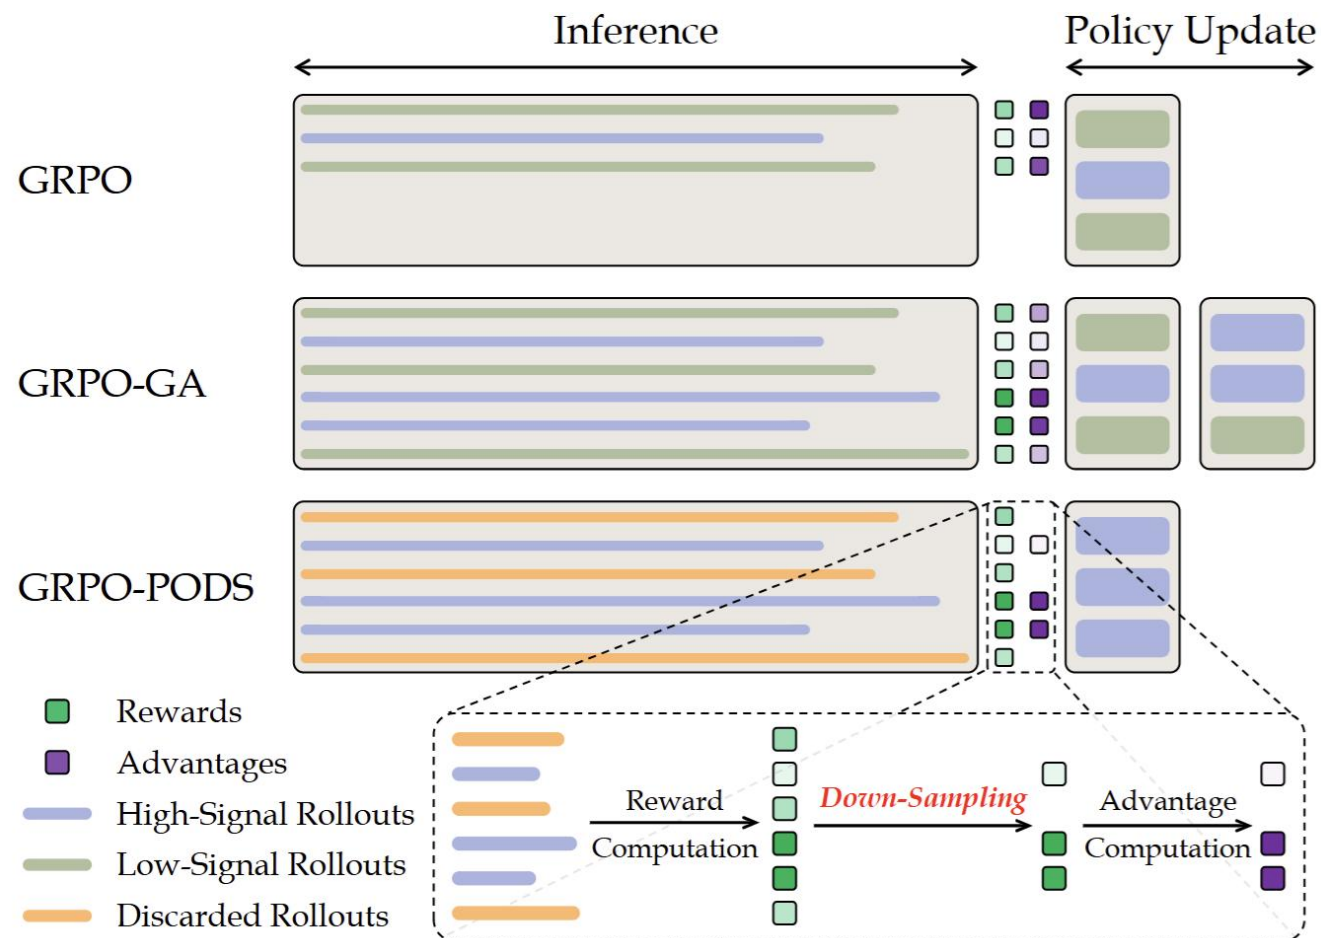 Inference
Policy Update
GRPO
GRPO-GA
GRPO-PODS
Rewards
Advantages
High-Signal Rollouts
Low-Signal Rollouts
Discarded Rollouts
Reward
Computation
Down-Sampling
Advantage
Computation